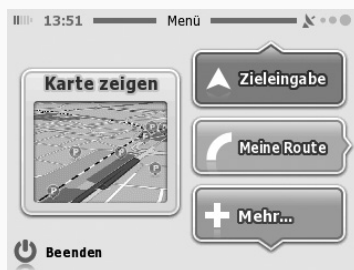 13:51 Menü
Karte zeigen
Zieleingabe
Meine Route
Mehr...
Beenden